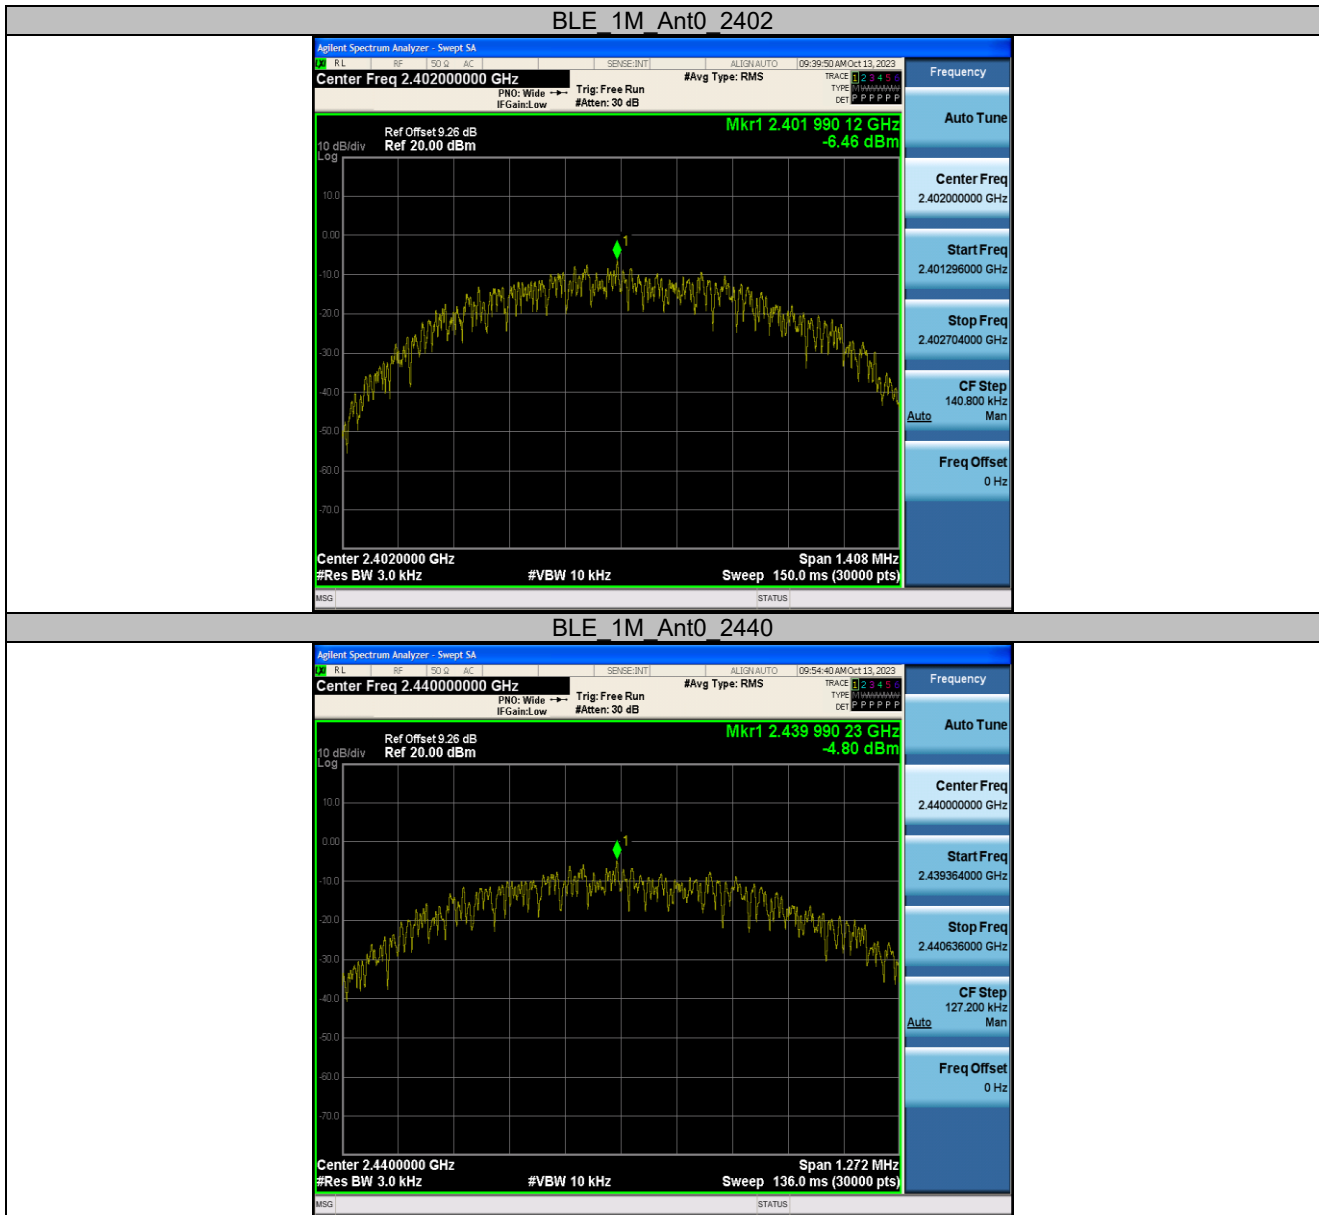 BLE_1M_Ant0_2402
Agilent Spectrum Analyzer - Swept SA
RL RF 50 Ω AC SENSE:INT ALIGN AUTO 09:39:50 AM Oct 13, 2023
Center Freq 2.402000000 GHz
PNO: Wide
IFGain:Low
Trig: Free Run
#Atten: 30 dB
#Avg Type: RMS
TRACE 1 2 3 4 5 6
TYPE M W W W W W
DET P P P P P P
Frequency
Auto Tune
Mkr1 2.401 990 12 GHz
-6.46 dBm
Ref Offset 9.26 dB
10 dB/div Ref 20.00 dBm
Log
10.0
0.00
-10.0
-20.0
-30.0
-40.0
-50.0
-60.0
-70.0
1
Center Freq
2.402000000 GHz
Start Freq
2.401296000 GHz
Stop Freq
2.402704000 GHz
CF Step
140.800 kHz
Auto Man
Freq Offset
0 Hz
Center 2.4020000 GHz Span 1.408 MHz
#Res BW 3.0 kHz #VBW 10 kHz Sweep 150.0 ms (30000 pts)
MSG STATUS
BLE_1M_Ant0_2440
Agilent Spectrum Analyzer - Swept SA
RL RF 50 Ω AC SENSE:INT ALIGN AUTO 09:54:40 AM Oct 13, 2023
Center Freq 2.440000000 GHz
PNO: Wide
IFGain:Low
Trig: Free Run
#Atten: 30 dB
#Avg Type: RMS
TRACE 1 2 3 4 5 6
TYPE M W W W W W
DET P P P P P P
Frequency
Auto Tune
Mkr1 2.439 990 23 GHz
-4.80 dBm
Ref Offset 9.26 dB
10 dB/div Ref 20.00 dBm
Log
10.0
0.00
-10.0
-20.0
-30.0
-40.0
-50.0
-60.0
-70.0
1
Center Freq
2.440000000 GHz
Start Freq
2.439364000 GHz
Stop Freq
2.440636000 GHz
CF Step
127.200 kHz
Auto Man
Freq Offset
0 Hz
Center 2.4400000 GHz Span 1.272 MHz
#Res BW 3.0 kHz #VBW 10 kHz Sweep 136.0 ms (30000 pts)
MSG STATUS